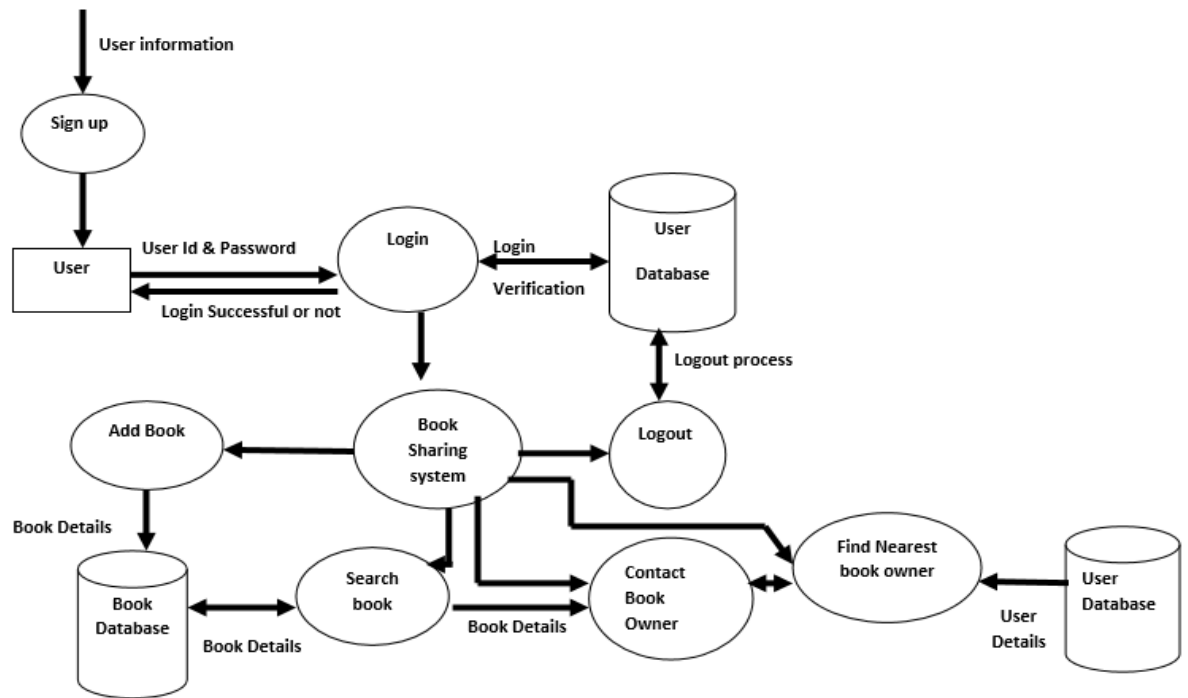 User information
Sign up
User
User Id & Password
Login Successful or not
Login
Login
Verification
User
Database
Logout process
Logout
Add Book
Book
Sharing
system
Book Details
Book
Database
Book Details
Search
book
Book Details
Contact
Book
Owner
Find Nearest
book owner
User
Details
User
Database